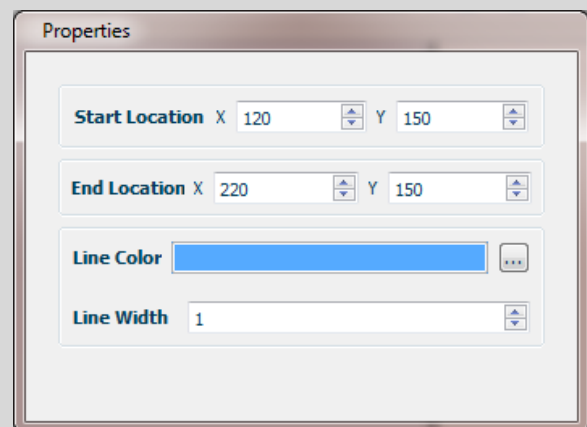 Properties
Start Location X 120 Y 150
End Location X 220 Y 150
Line Color ...
Line Width 1